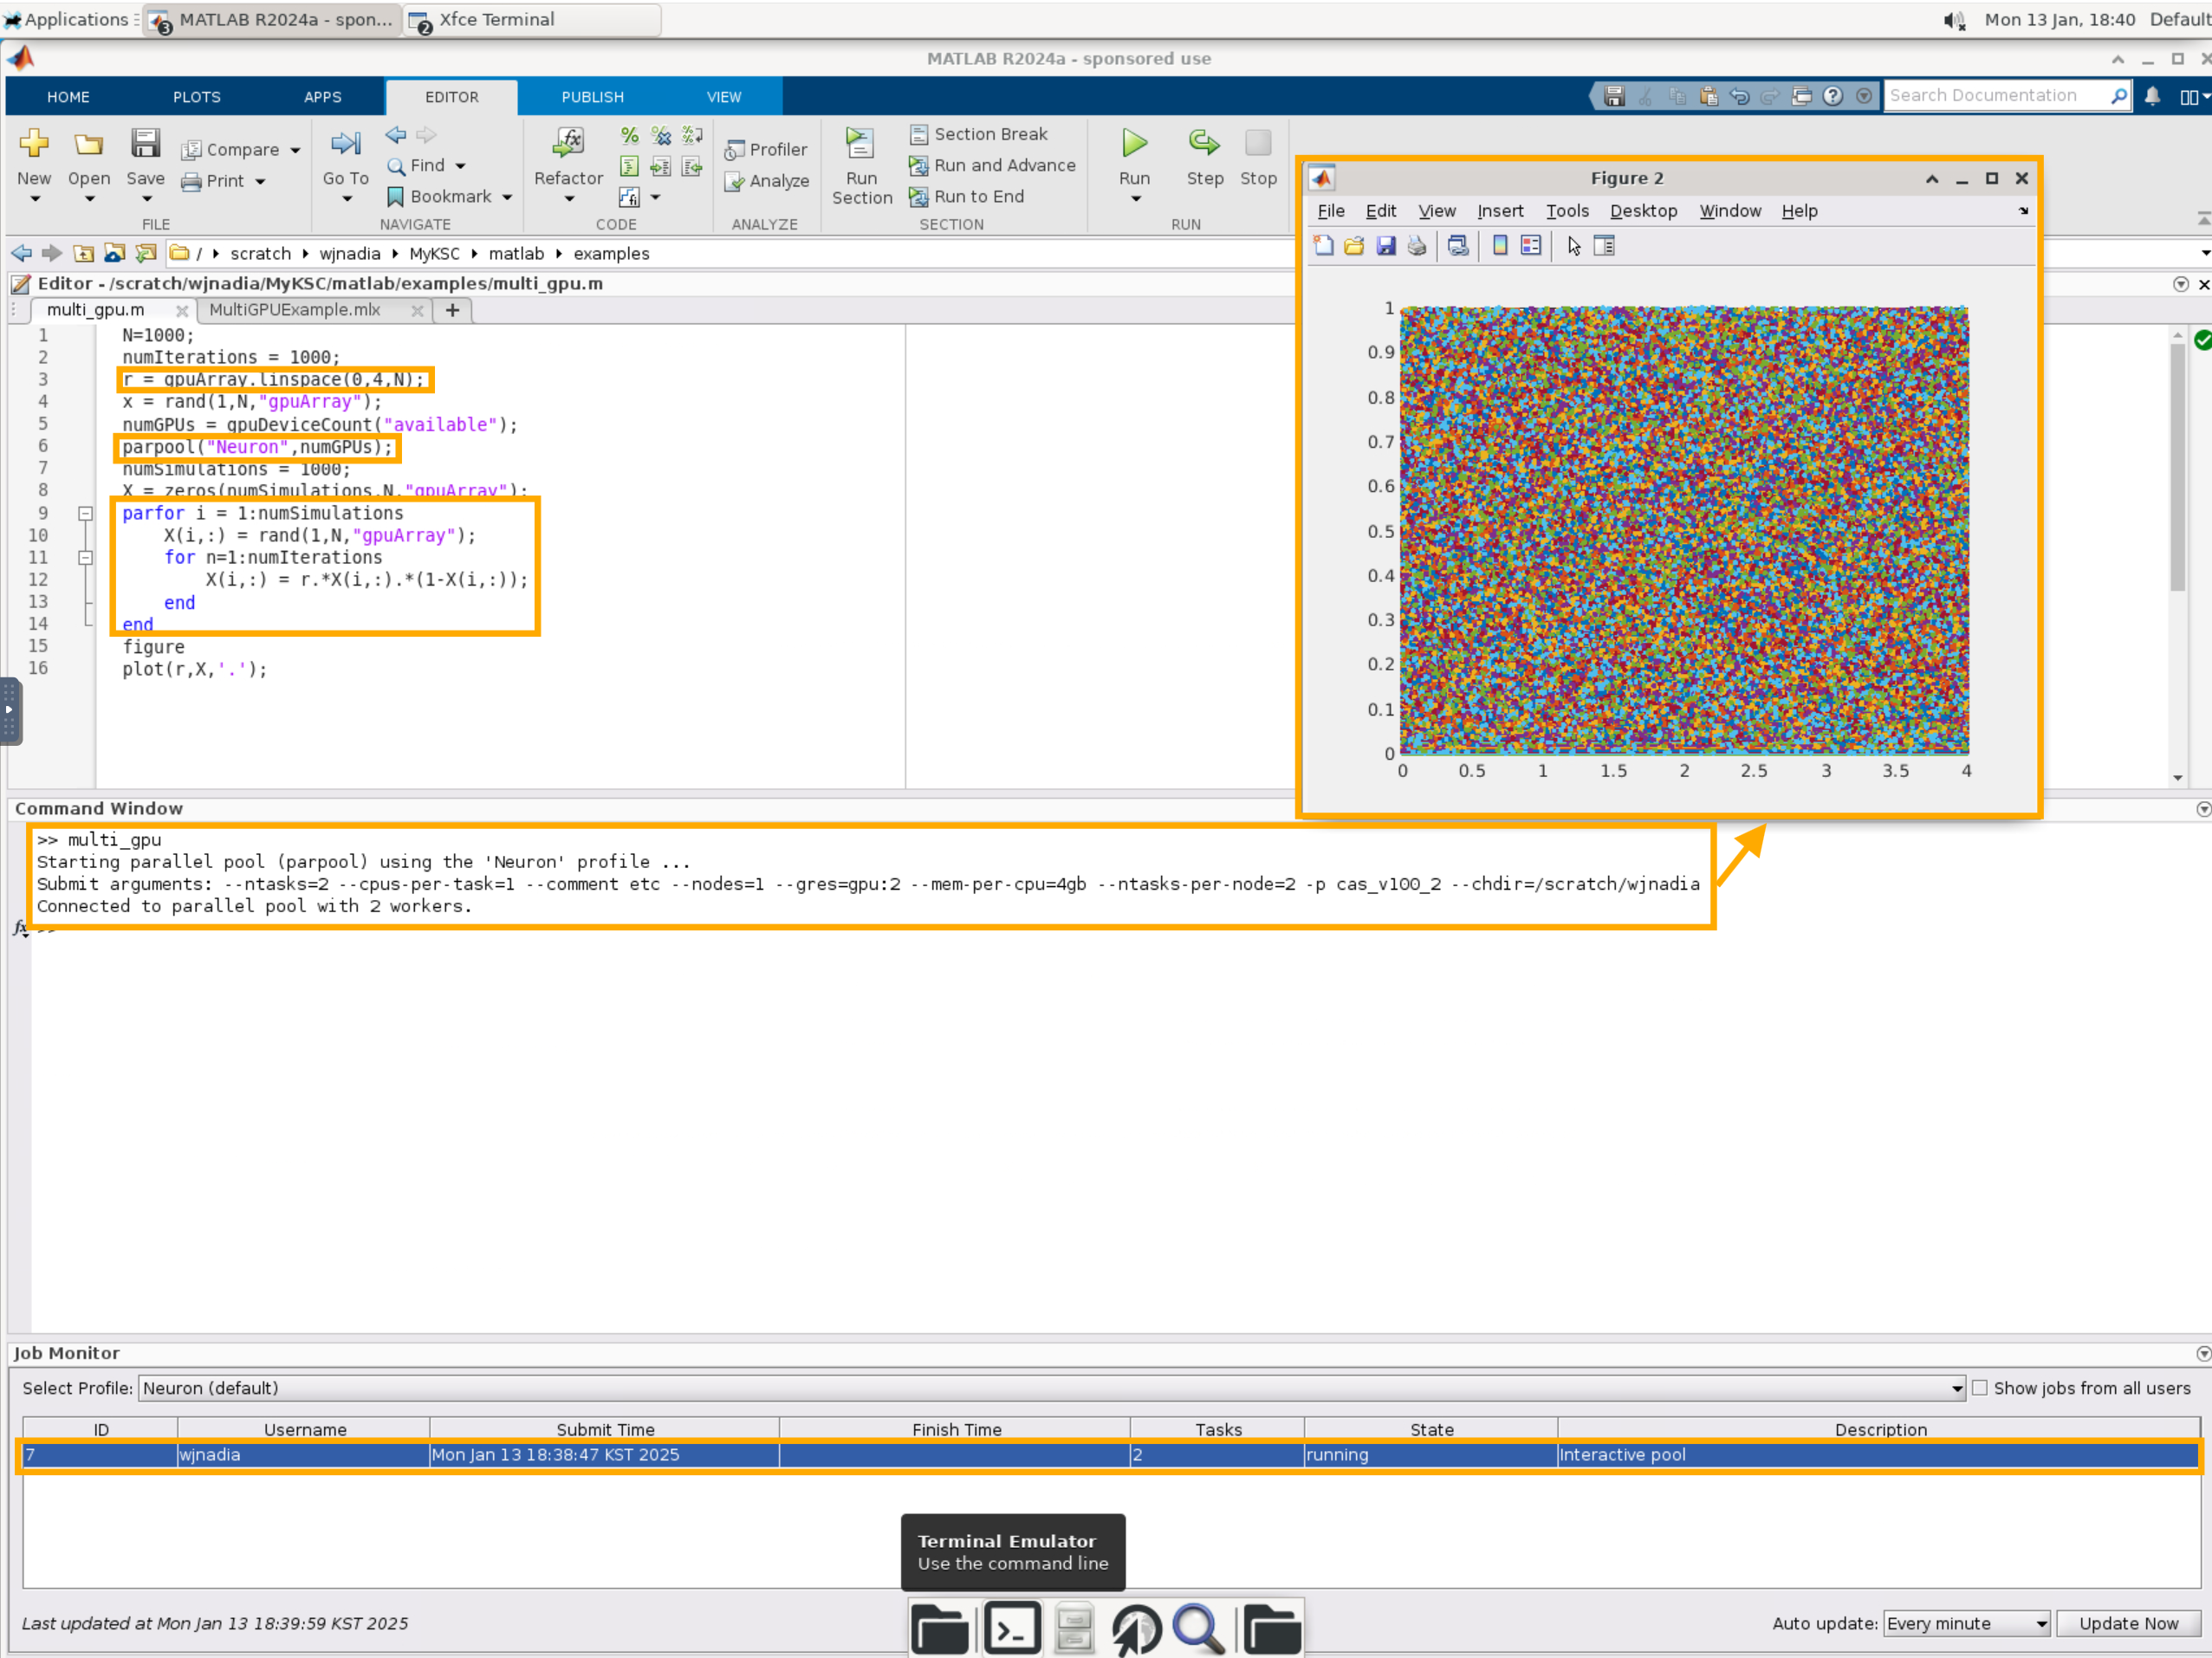 Applications MATLAB R2024a - spon... Xfce Terminal Mon 13 Jan, 18:40 Default
MATLAB R2024a - sponsored use
HOME PLOTS APPS EDITOR PUBLISH VIEW Search Documentation
New Open Save Compare Print
Go To Find Bookmark
Refactor
Profiler Analyze
Run Section Section Break Run and Advance Run to End
Run Step Stop
FILE NAVIGATE CODE ANALYZE SECTION RUN
/ scratch wjnadia MyKSC matlab examples
Editor - /scratch/wjnadia/MyKSC/matlab/examples/multi_gpu.m
multi_gpu.m MultiGPUExample.mlx +
1 N=1000;
2 numIterations = 1000;
3 r = gpuArray.linspace(0,4,N);
4 x = rand(1,N,"gpuArray");
5 numGPUs = gpuDeviceCount("available");
6 parpool("Neuron",numGPUs);
7 numSimulations = 1000;
8 X = zeros(numSimulations,N,"gpuArray");
9 parfor i = 1:numSimulations
10 X(i,:) = rand(1,N,"gpuArray");
11 for n=1:numIterations
12 X(i,:) = r.*X(i,:).*(1-X(i,:));
13 end
14 end
15 figure
16 plot(r,X,'.');
Figure 2
File Edit View Insert Tools Desktop Window Help
1
0.9
0.8
0.7
0.6
0.5
0.4
0.3
0.2
0.1
0
0 0.5 1 1.5 2 2.5 3 3.5 4
Command Window
>> multi_gpu
Starting parallel pool (parpool) using the 'Neuron' profile ...
Submit arguments: --ntasks=2 --cpus-per-task=1 --comment etc --nodes=1 --gres=gpu:2 --mem-per-cpu=4gb --ntasks-per-node=2 -p cas_v100_2 --chdir=/scratch/wjnadia
Connected to parallel pool with 2 workers.
fx >>
Job Monitor
Select Profile: Neuron (default) Show jobs from all users
ID Username Submit Time Finish Time Tasks State Description
7 wjnadia Mon Jan 13 18:38:47 KST 2025 2 running Interactive pool
Terminal Emulator
Use the command line
Last updated at Mon Jan 13 18:39:59 KST 2025 Auto update: Every minute Update Now